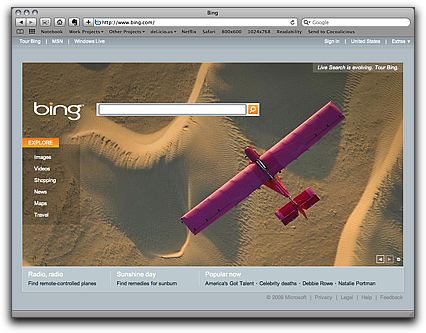 Bing
http://www.bing.com/
Google
Notebook Work Projects Other Projects del.icio.us Netflix Safari 800x600 1024x768 Readability Send to Cocoalicious
Tour Bing | MSN | Windows Live
Sign in | United States | Extras
Live Search is evolving. Tour Bing.
bing
EXPLORE
Images
Videos
Shopping
News
Maps
Travel
Radio, radio
Find remote-controlled planes
Sunshine day
Find remedies for sunburn
Popular now
America's Got Talent · Celebrity deaths · Debbie Rowe · Natalie Portman
© 2009 Microsoft | Privacy | Legal | Help | Feedback